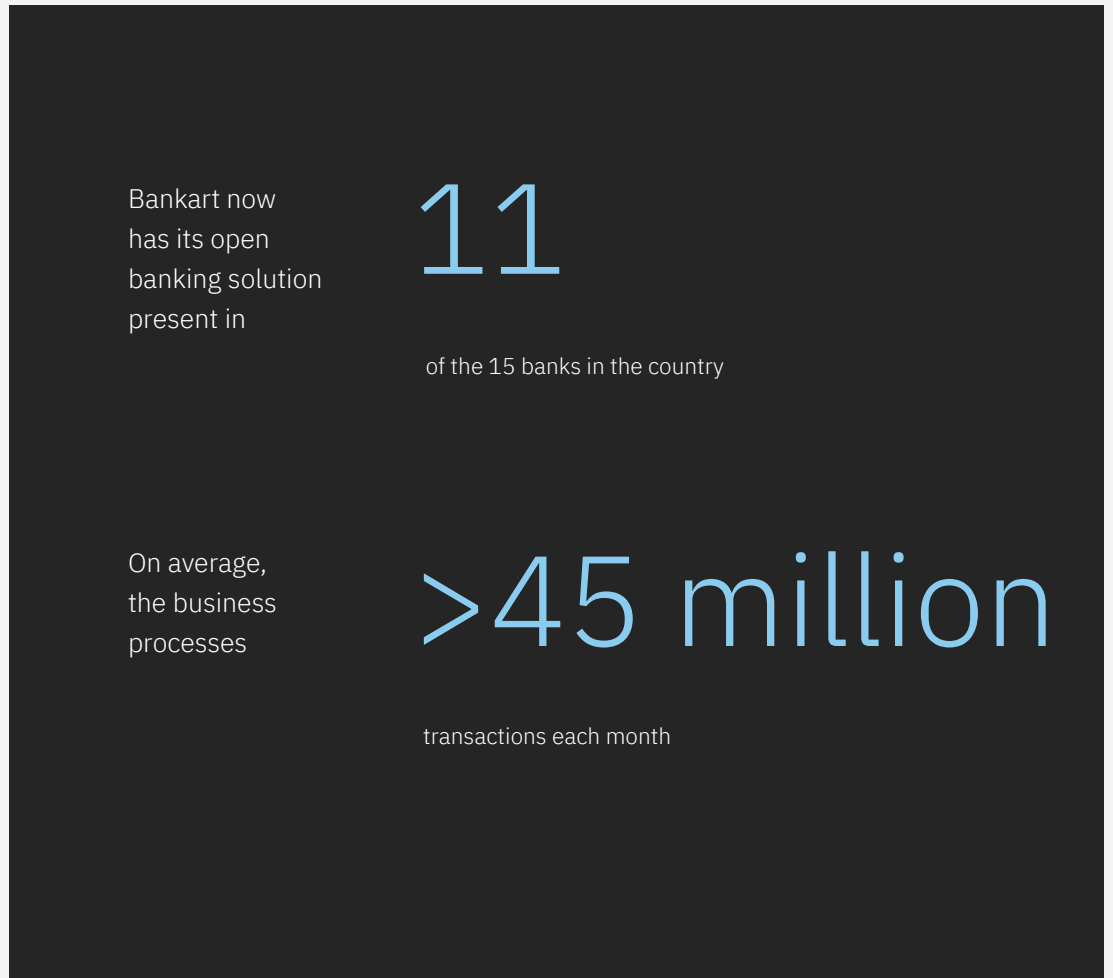 Bankart now
has its open
banking solution
present in
11
of the 15 banks in the country
On average,
the business
processes
>45 million
transactions each month